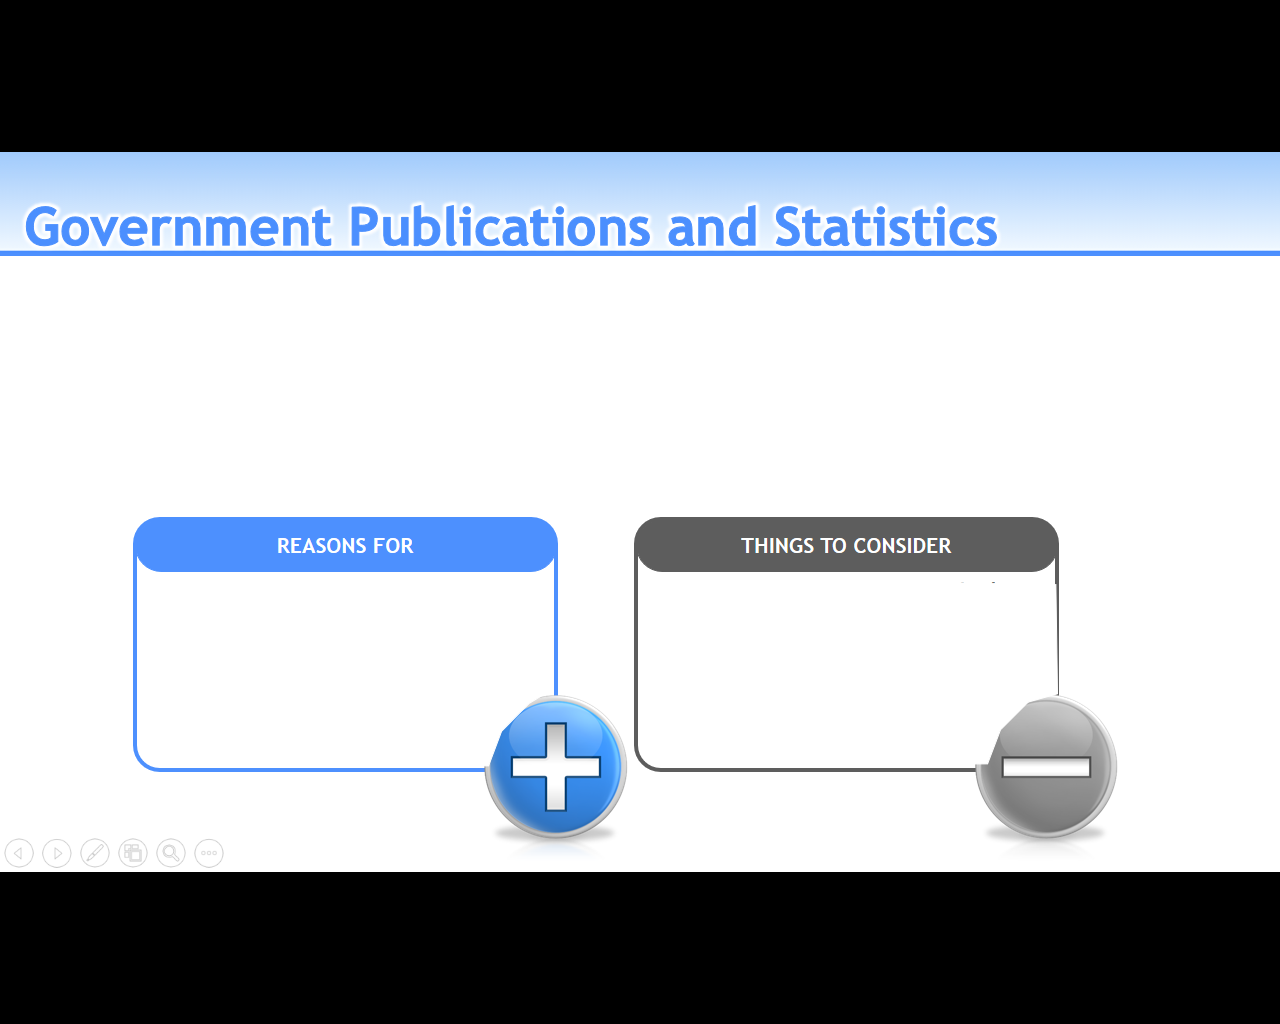 Government Publications and Statistics
REASONS FOR
THINGS TO CONSIDER